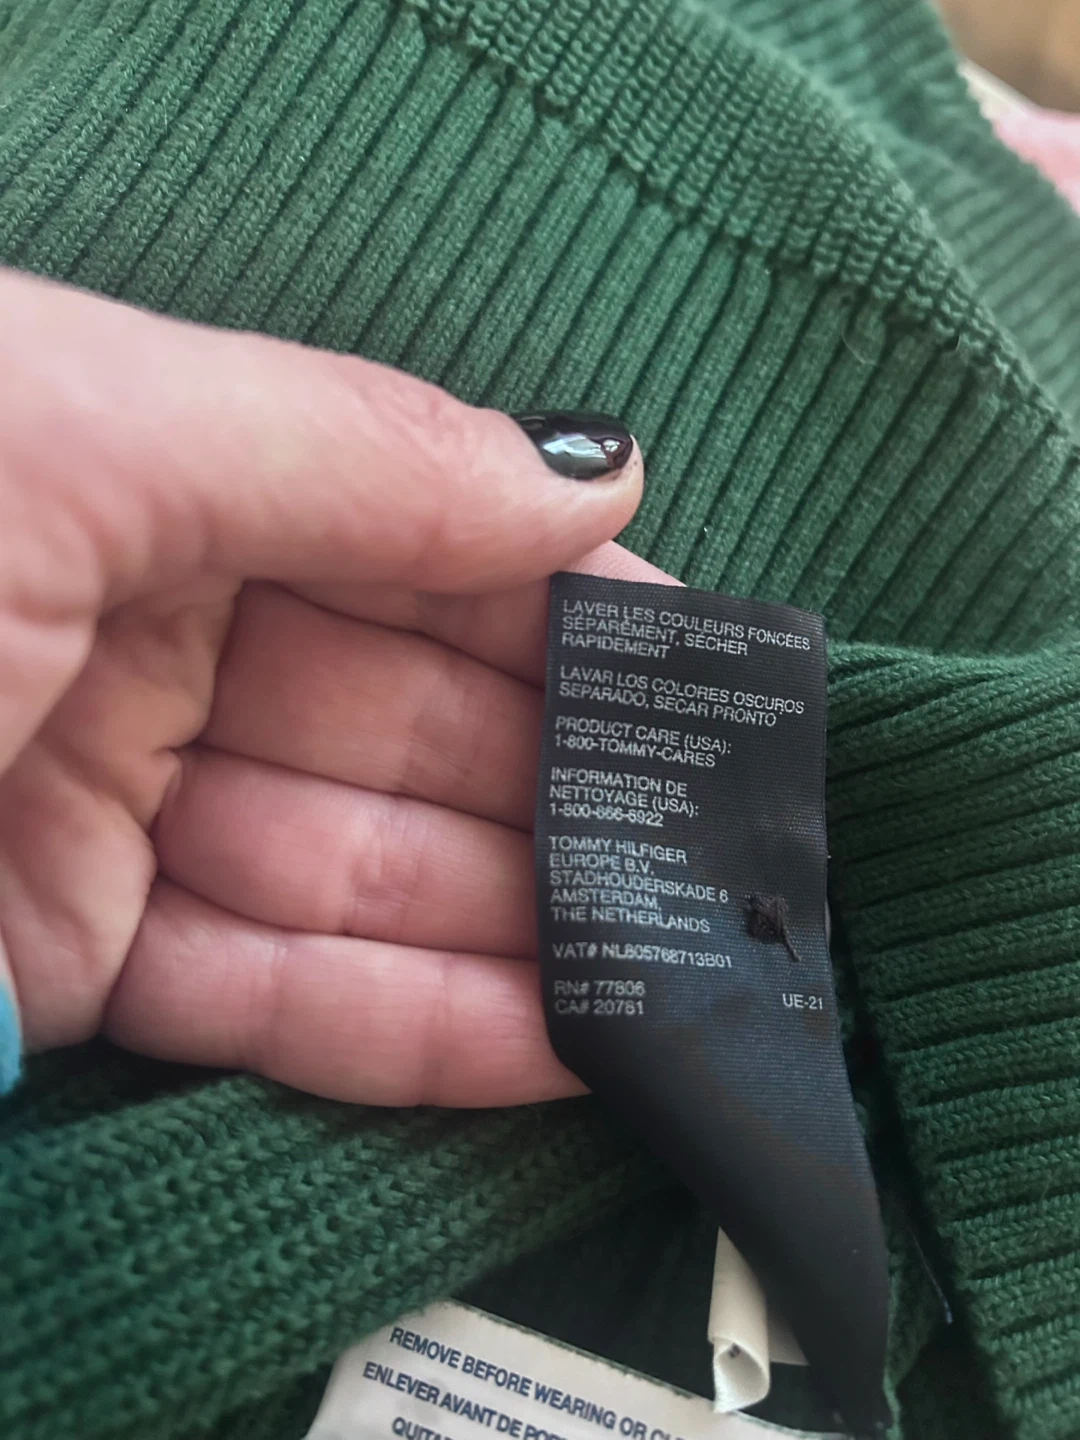 LAVER LES COULEURS FONCÉES
SÉPARÉMENT, SÉCHER
RAPIDEMENT
LAVAR LOS COLORES OSCUROS
SEPARADO, SECAR PRONTO
PRODUCT CARE (USA):
1-800-TOMMY-CARES
INFORMATION DE
NETTOYAGE (USA):
1-800-666-6922
TOMMY HILFIGER
EUROPE B.V.
STADHOUDERSKADE 6
AMSTERDAM,
THE NETHERLANDS
VAT# NL805768713B01
RN# 77806
CA# 20781
UE-21
REMOVE BEFORE WEARING OR
ENLEVER AVANT DE